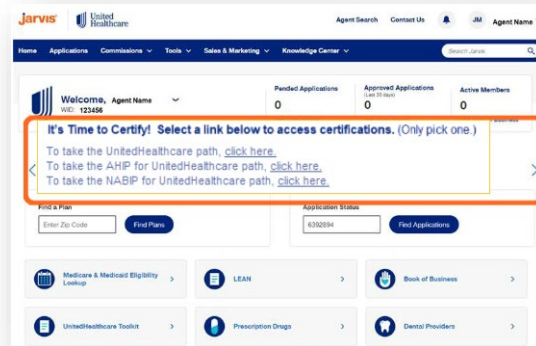 jarvis
United
Healthcare
Agent Search Contact Us JM Agent Name
Home Applications Commissions Tools Sales & Marketing Knowledge Center Search Jarvis
Welcome, Agent Name
WID: 123456
Pended Applications
0
Approved Applications
(Last 30 days)
0
Active Members
0
Business
It's Time to Certify! Select a link below to access certifications. (Only pick one.)
To take the UnitedHealthcare path, click here.
To take the AHIP for UnitedHealthcare path, click here.
To take the NABIP for UnitedHealthcare path, click here.
Find a Plan
Enter Zip Code Find Plans
Application Status
6392694 Find Applications
Medicare & Medicaid Eligibility
Lookup
LEAN
Book of Business
UnitedHealthcare Toolkit
Prescription Drugs
Dental Providers